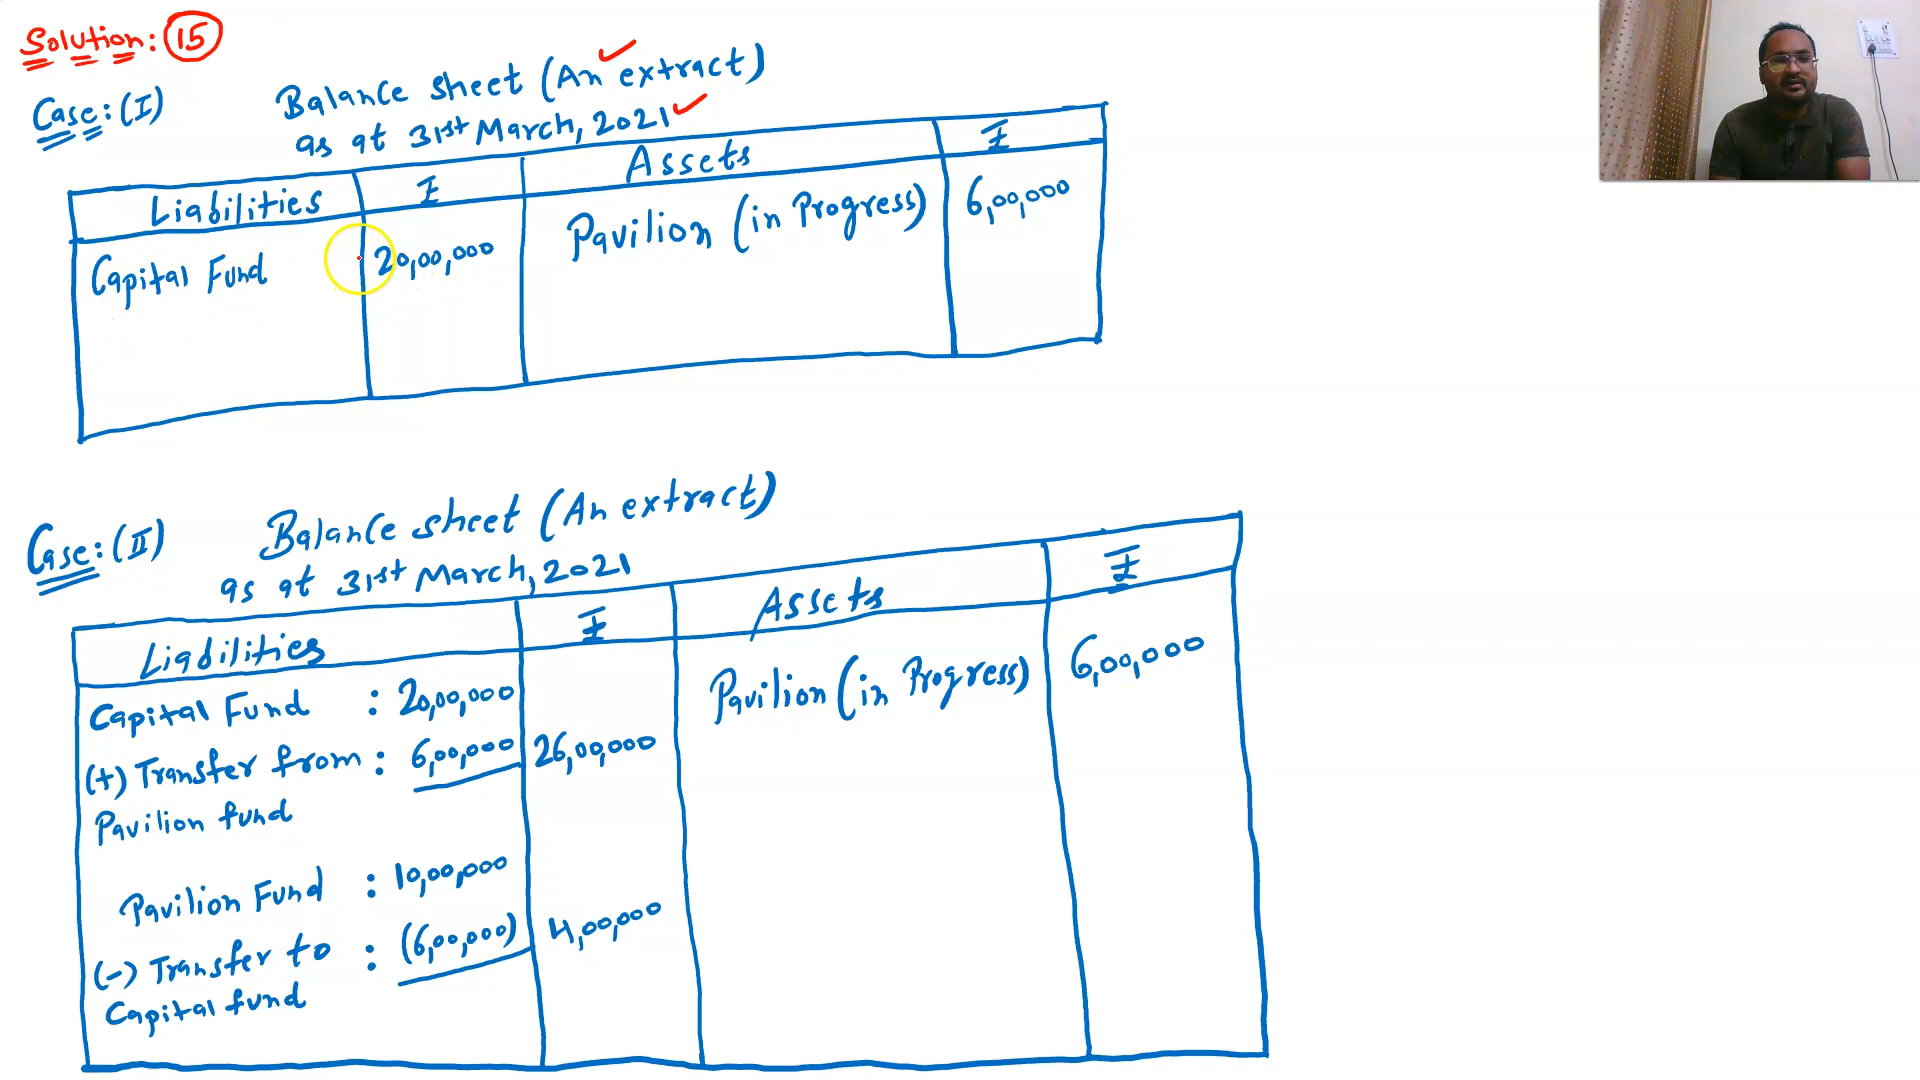 Solution: 15
Case: (I)
Balance sheet (An extract)
as at 31st March, 2021
Liabilities ₹ Assets ₹
Capital Fund 20,00,000 Pavilion (in Progress) 6,00,000
Case: (II)
Balance sheet (An extract)
as at 31st March, 2021
Liabilities ₹ Assets ₹
Capital Fund : 20,00,000 Pavilion (in Progress) 6,00,000
(+) Transfer from : 6,00,000 26,00,000
Pavilion fund
Pavilion Fund : 10,00,000
(-) Transfer to : (6,00,000) 4,00,000
Capital fund